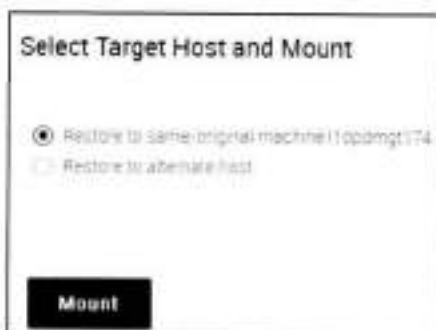 Select Target Host and Mount
Restore to same original machine
Restore to alternate host
Mount